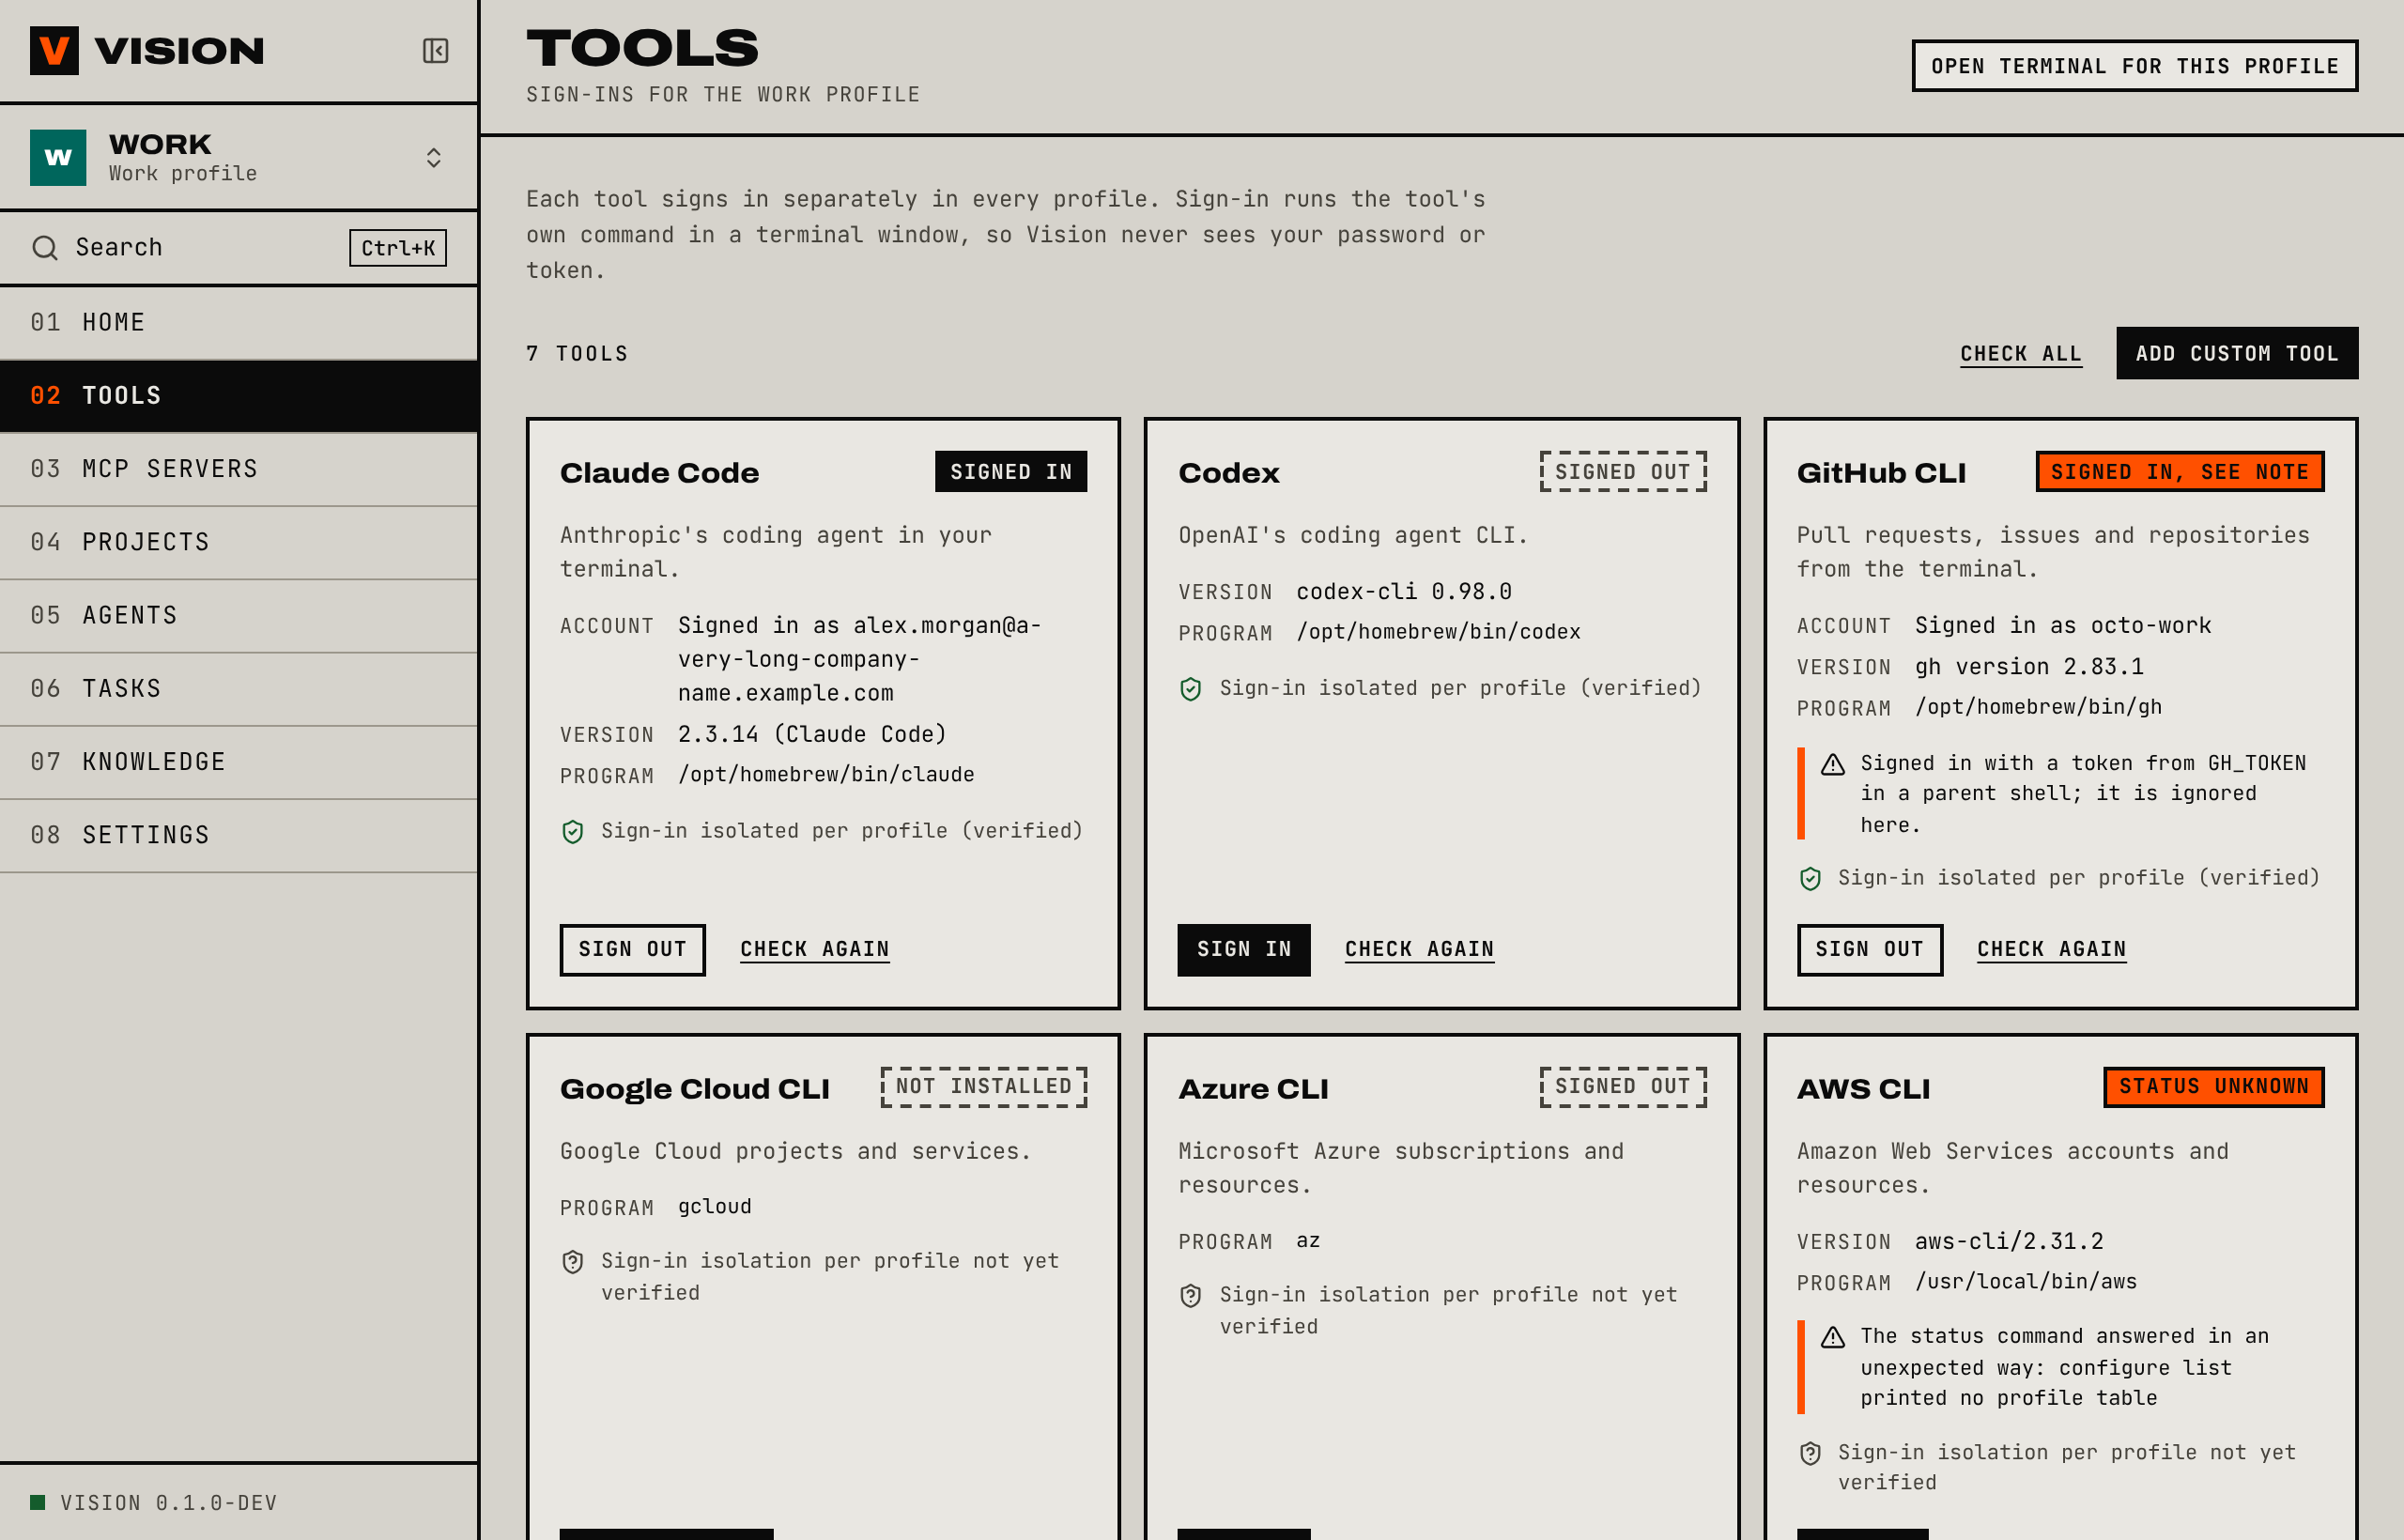 V VISION
WORK
W
Work profile
Search
Ctrl+K
01 HOME
02 TOOLS
03 MCP SERVERS
04 PROJECTS
05 AGENTS
06 TASKS
07 KNOWLEDGE
08 SETTINGS
VISION 0.1.0-DEV
TOOLS
SIGN-INS FOR THE WORK PROFILE
OPEN TERMINAL FOR THIS PROFILE
Each tool signs in separately in every profile. Sign-in runs the tool's
own command in a terminal window, so Vision never sees your password or
token.
7 TOOLS
CHECK ALL
ADD CUSTOM TOOL
Claude Code
SIGNED IN
Anthropic's coding agent in your
terminal.
ACCOUNT Signed in as alex.morgan@a-
very-long-company-
name.example.com
VERSION 2.3.14 (Claude Code)
PROGRAM /opt/homebrew/bin/claude
Sign-in isolated per profile (verified)
SIGN OUT
CHECK AGAIN
Codex
SIGNED OUT
OpenAI's coding agent CLI.
VERSION codex-cli 0.98.0
PROGRAM /opt/homebrew/bin/codex
Sign-in isolated per profile (verified)
SIGN IN
CHECK AGAIN
GitHub CLI
SIGNED IN, SEE NOTE
Pull requests, issues and repositories
from the terminal.
ACCOUNT Signed in as octo-work
VERSION gh version 2.83.1
PROGRAM /opt/homebrew/bin/gh
Signed in with a token from GH_TOKEN
in a parent shell; it is ignored
here.
Sign-in isolated per profile (verified)
SIGN OUT
CHECK AGAIN
Google Cloud CLI
NOT INSTALLED
Google Cloud projects and services.
PROGRAM gcloud
Sign-in isolation per profile not yet
verified
Azure CLI
SIGNED OUT
Microsoft Azure subscriptions and
resources.
PROGRAM az
Sign-in isolation per profile not yet
verified
AWS CLI
STATUS UNKNOWN
Amazon Web Services accounts and
resources.
VERSION aws-cli/2.31.2
PROGRAM /usr/local/bin/aws
The status command answered in an
unexpected way: configure list
printed no profile table
Sign-in isolation per profile not yet
verified